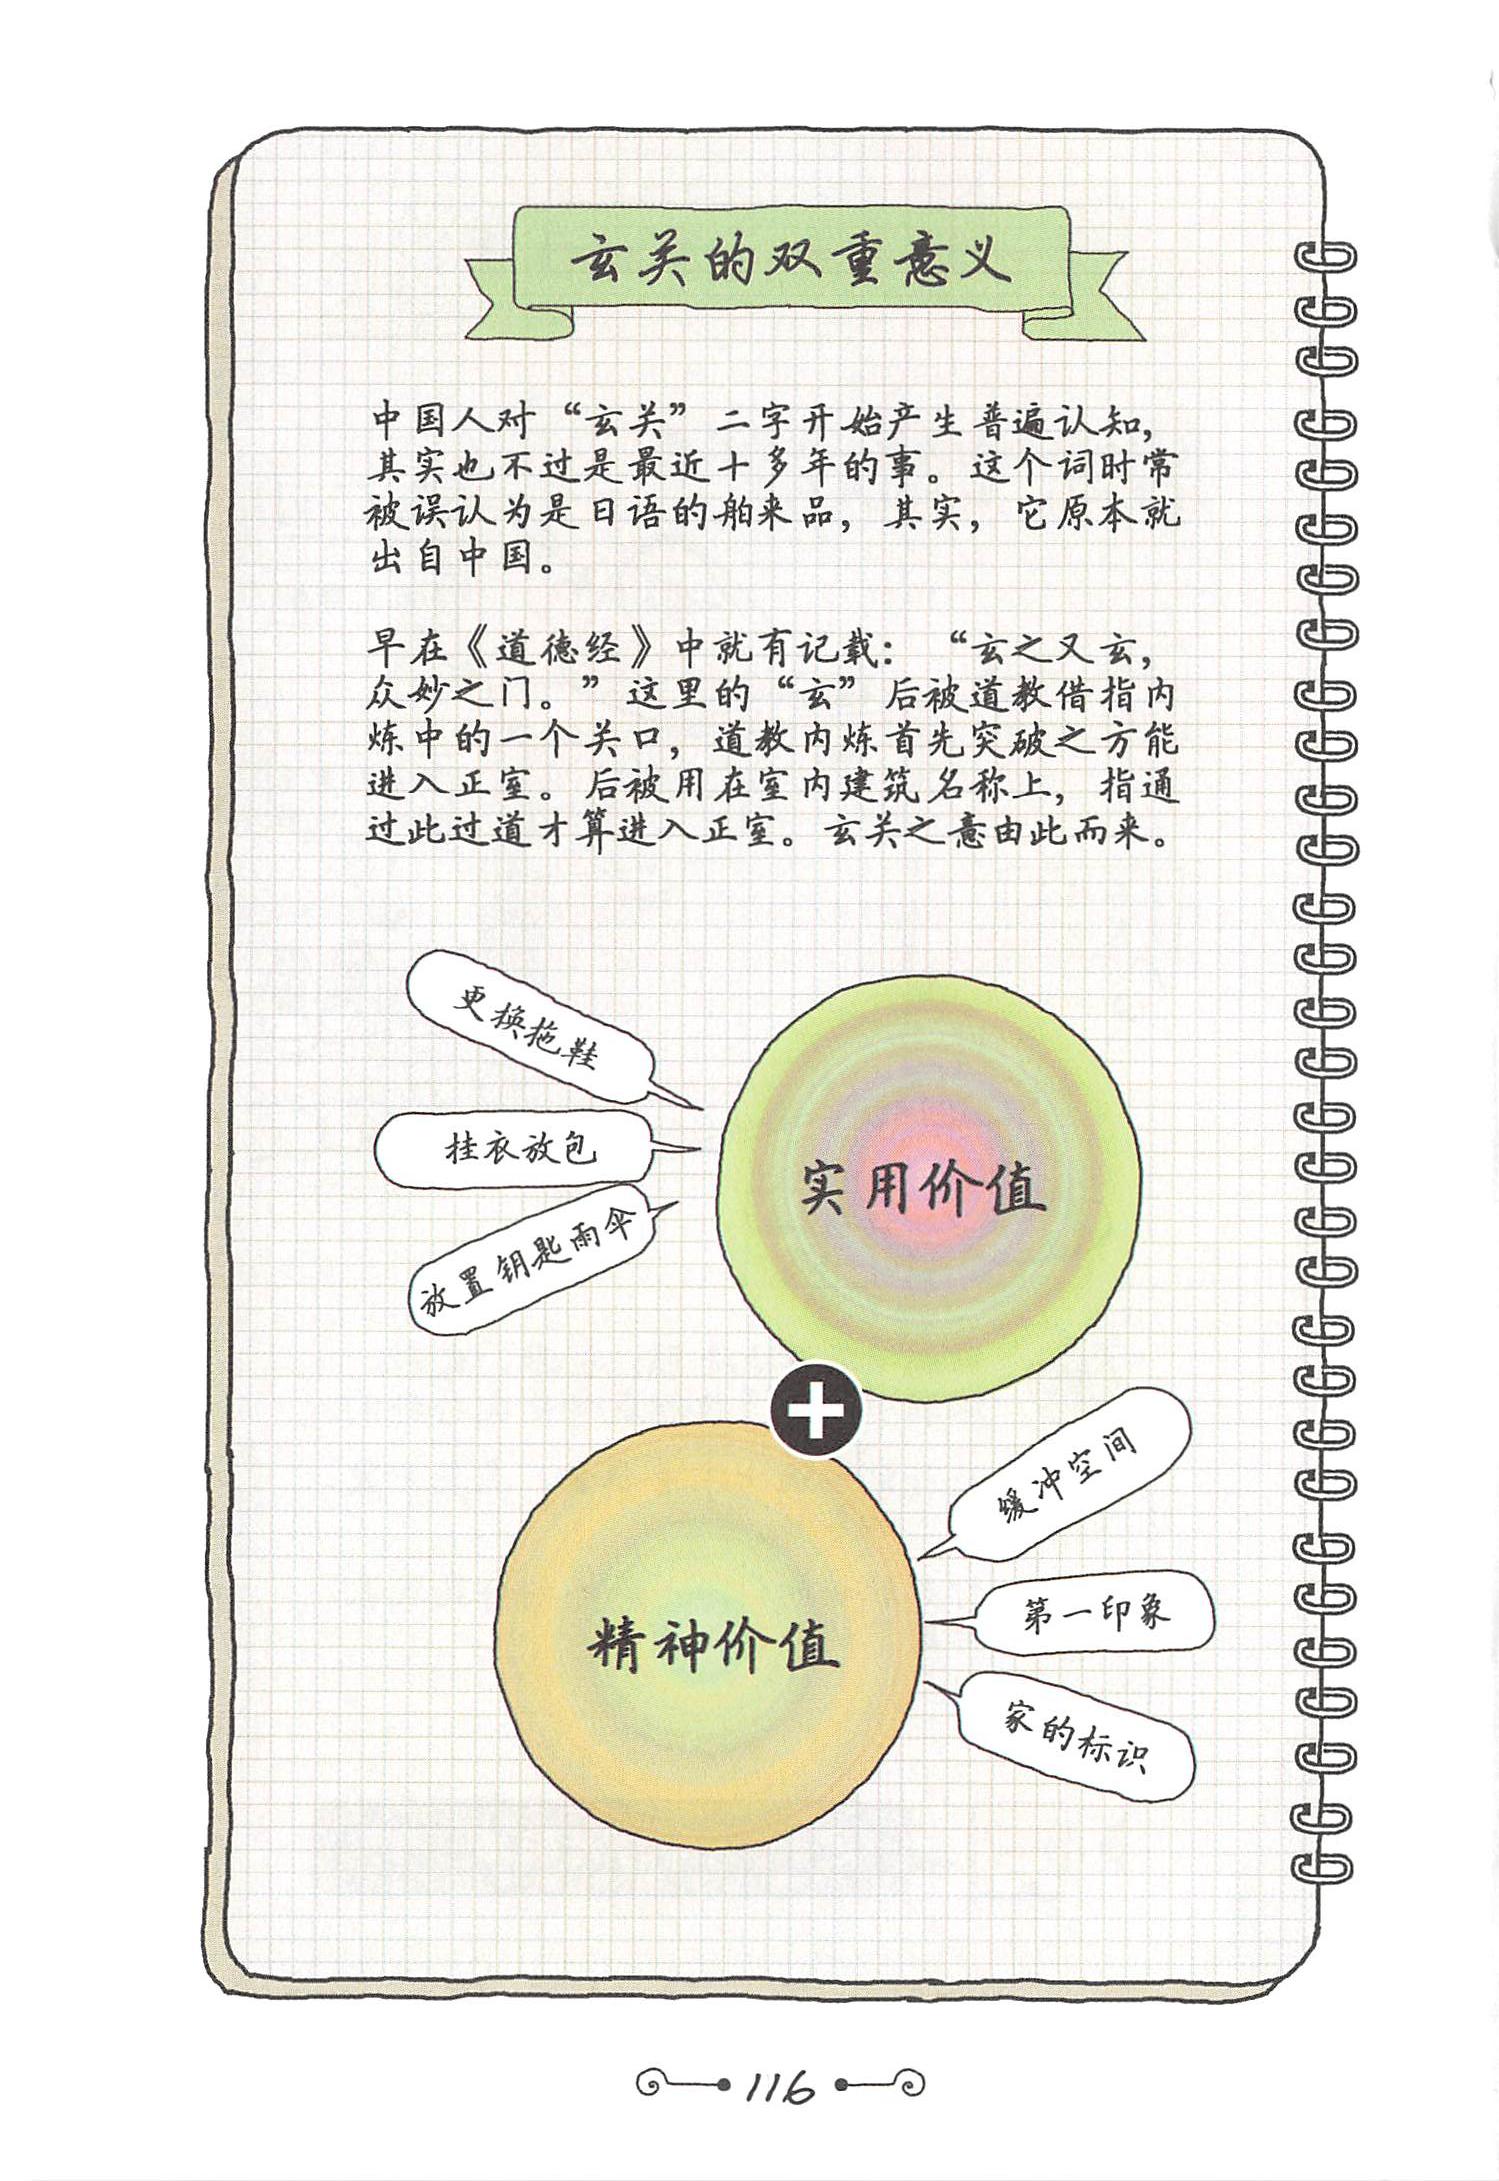 玄关的双重意义
中国人对“玄关”二字开始产生普遍认知，
其实也不过是最近十多年的事。这个词时常
被误认为是日语的舶来品，其实，它原本就
出自中国。
早在《道德经》中就有记载：“玄之又玄，
众妙之门。”这里的“玄”后被道教借指内
炼中的一个关口，道教内炼首先突破之方能
进入正室。后被用在室内建筑名称上，指通
过此过道才算进入正室。玄关之意由此而来。
更换拖鞋
挂衣放包
放置钥匙雨伞
实用价值
+
精神价值
缓冲空间
第一印象
家的标识
116